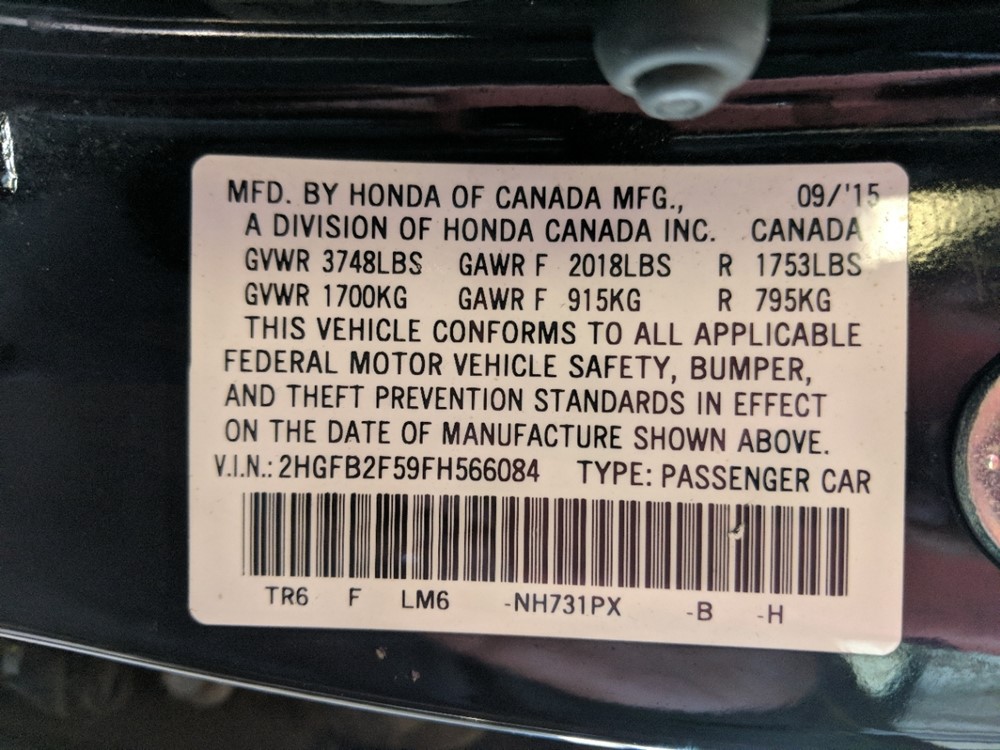 MFD. BY HONDA OF CANADA MFG., 09/'15
A DIVISION OF HONDA CANADA INC. CANADA
GVWR 3748LBS GAWR F 2018LBS R 1753LBS
GVWR 1700KG GAWR F 915KG R 795KG
THIS VEHICLE CONFORMS TO ALL APPLICABLE
FEDERAL MOTOR VEHICLE SAFETY, BUMPER,
AND THEFT PREVENTION STANDARDS IN EFFECT
ON THE DATE OF MANUFACTURE SHOWN ABOVE.
V.I.N.: 2HGFB2F59FH566084 TYPE: PASSENGER CAR
TR6 F LM6 -NH731PX -B -H